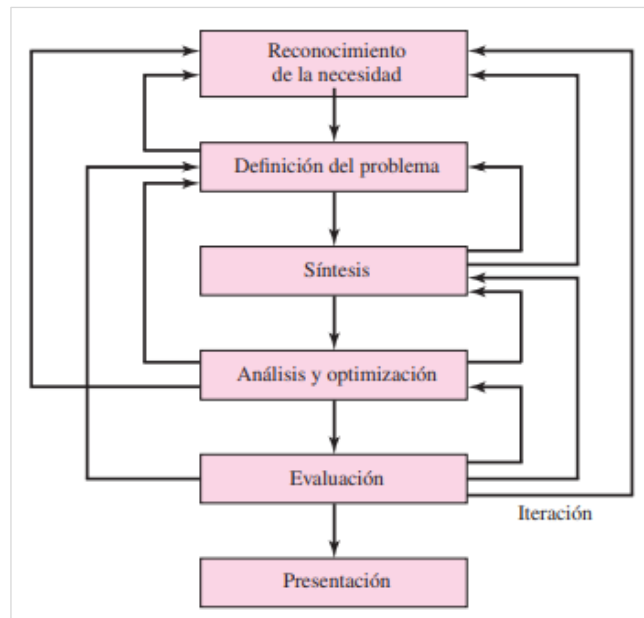 Reconocimiento
de la necesidad
Definición del problema
Síntesis
Análisis y optimización
Evaluación
Iteración
Presentación